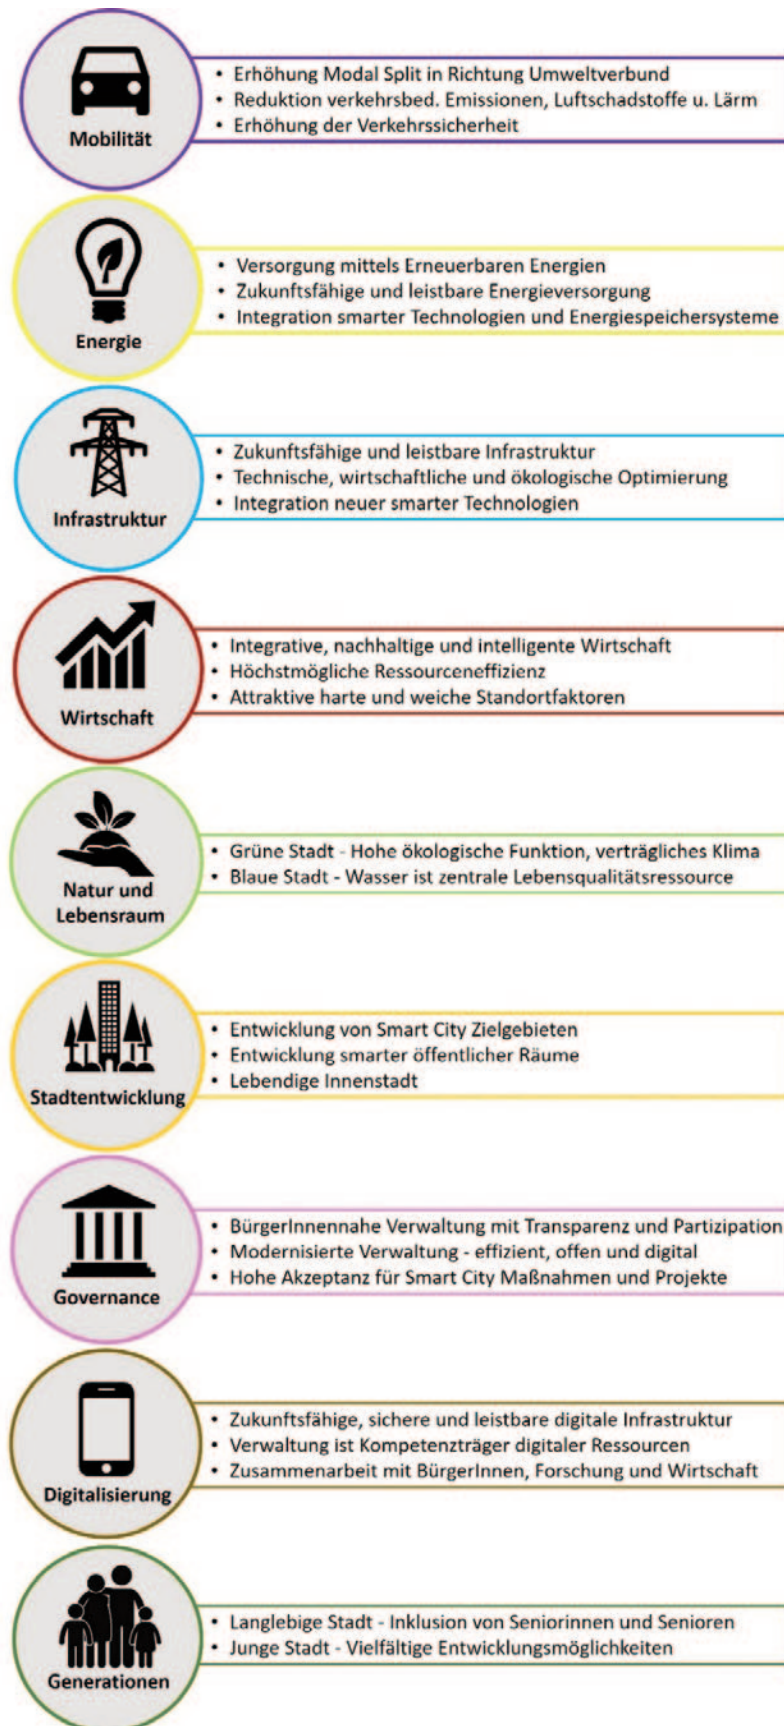 Mobilität
• Erhöhung Modal Split in Richtung Umweltverbund
• Reduktion verkehrsbed. Emissionen, Luftschadstoffe u. Lärm
• Erhöhung der Verkehrssicherheit
Energie
• Versorgung mittels Erneuerbaren Energien
• Zukunftsfähige und leistbare Energieversorgung
• Integration smarter Technologien und Energiespeichersysteme
Infrastruktur
• Zukunftsfähige und leistbare Infrastruktur
• Technische, wirtschaftliche und ökologische Optimierung
• Integration neuer smarter Technologien
Wirtschaft
• Integrative, nachhaltige und intelligente Wirtschaft
• Höchstmögliche Ressourceneffizienz
• Attraktive harte und weiche Standortfaktoren
Natur und
Lebensraum
• Grüne Stadt - Hohe ökologische Funktion, verträgliches Klima
• Blaue Stadt - Wasser ist zentrale Lebensqualitätsressource
Stadtentwicklung
• Entwicklung von Smart City Zielgebieten
• Entwicklung smarter öffentlicher Räume
• Lebendige Innenstadt
Governance
• BürgerInnennahe Verwaltung mit Transparenz und Partizipation
• Modernisierte Verwaltung - effizient, offen und digital
• Hohe Akzeptanz für Smart City Maßnahmen und Projekte
Digitalisierung
• Zukunftsfähige, sichere und leistbare digitale Infrastruktur
• Verwaltung ist Kompetenzträger digitaler Ressourcen
• Zusammenarbeit mit BürgerInnen, Forschung und Wirtschaft
Generationen
• Langlebige Stadt - Inklusion von Seniorinnen und Senioren
• Junge Stadt - Vielfältige Entwicklungsmöglichkeiten